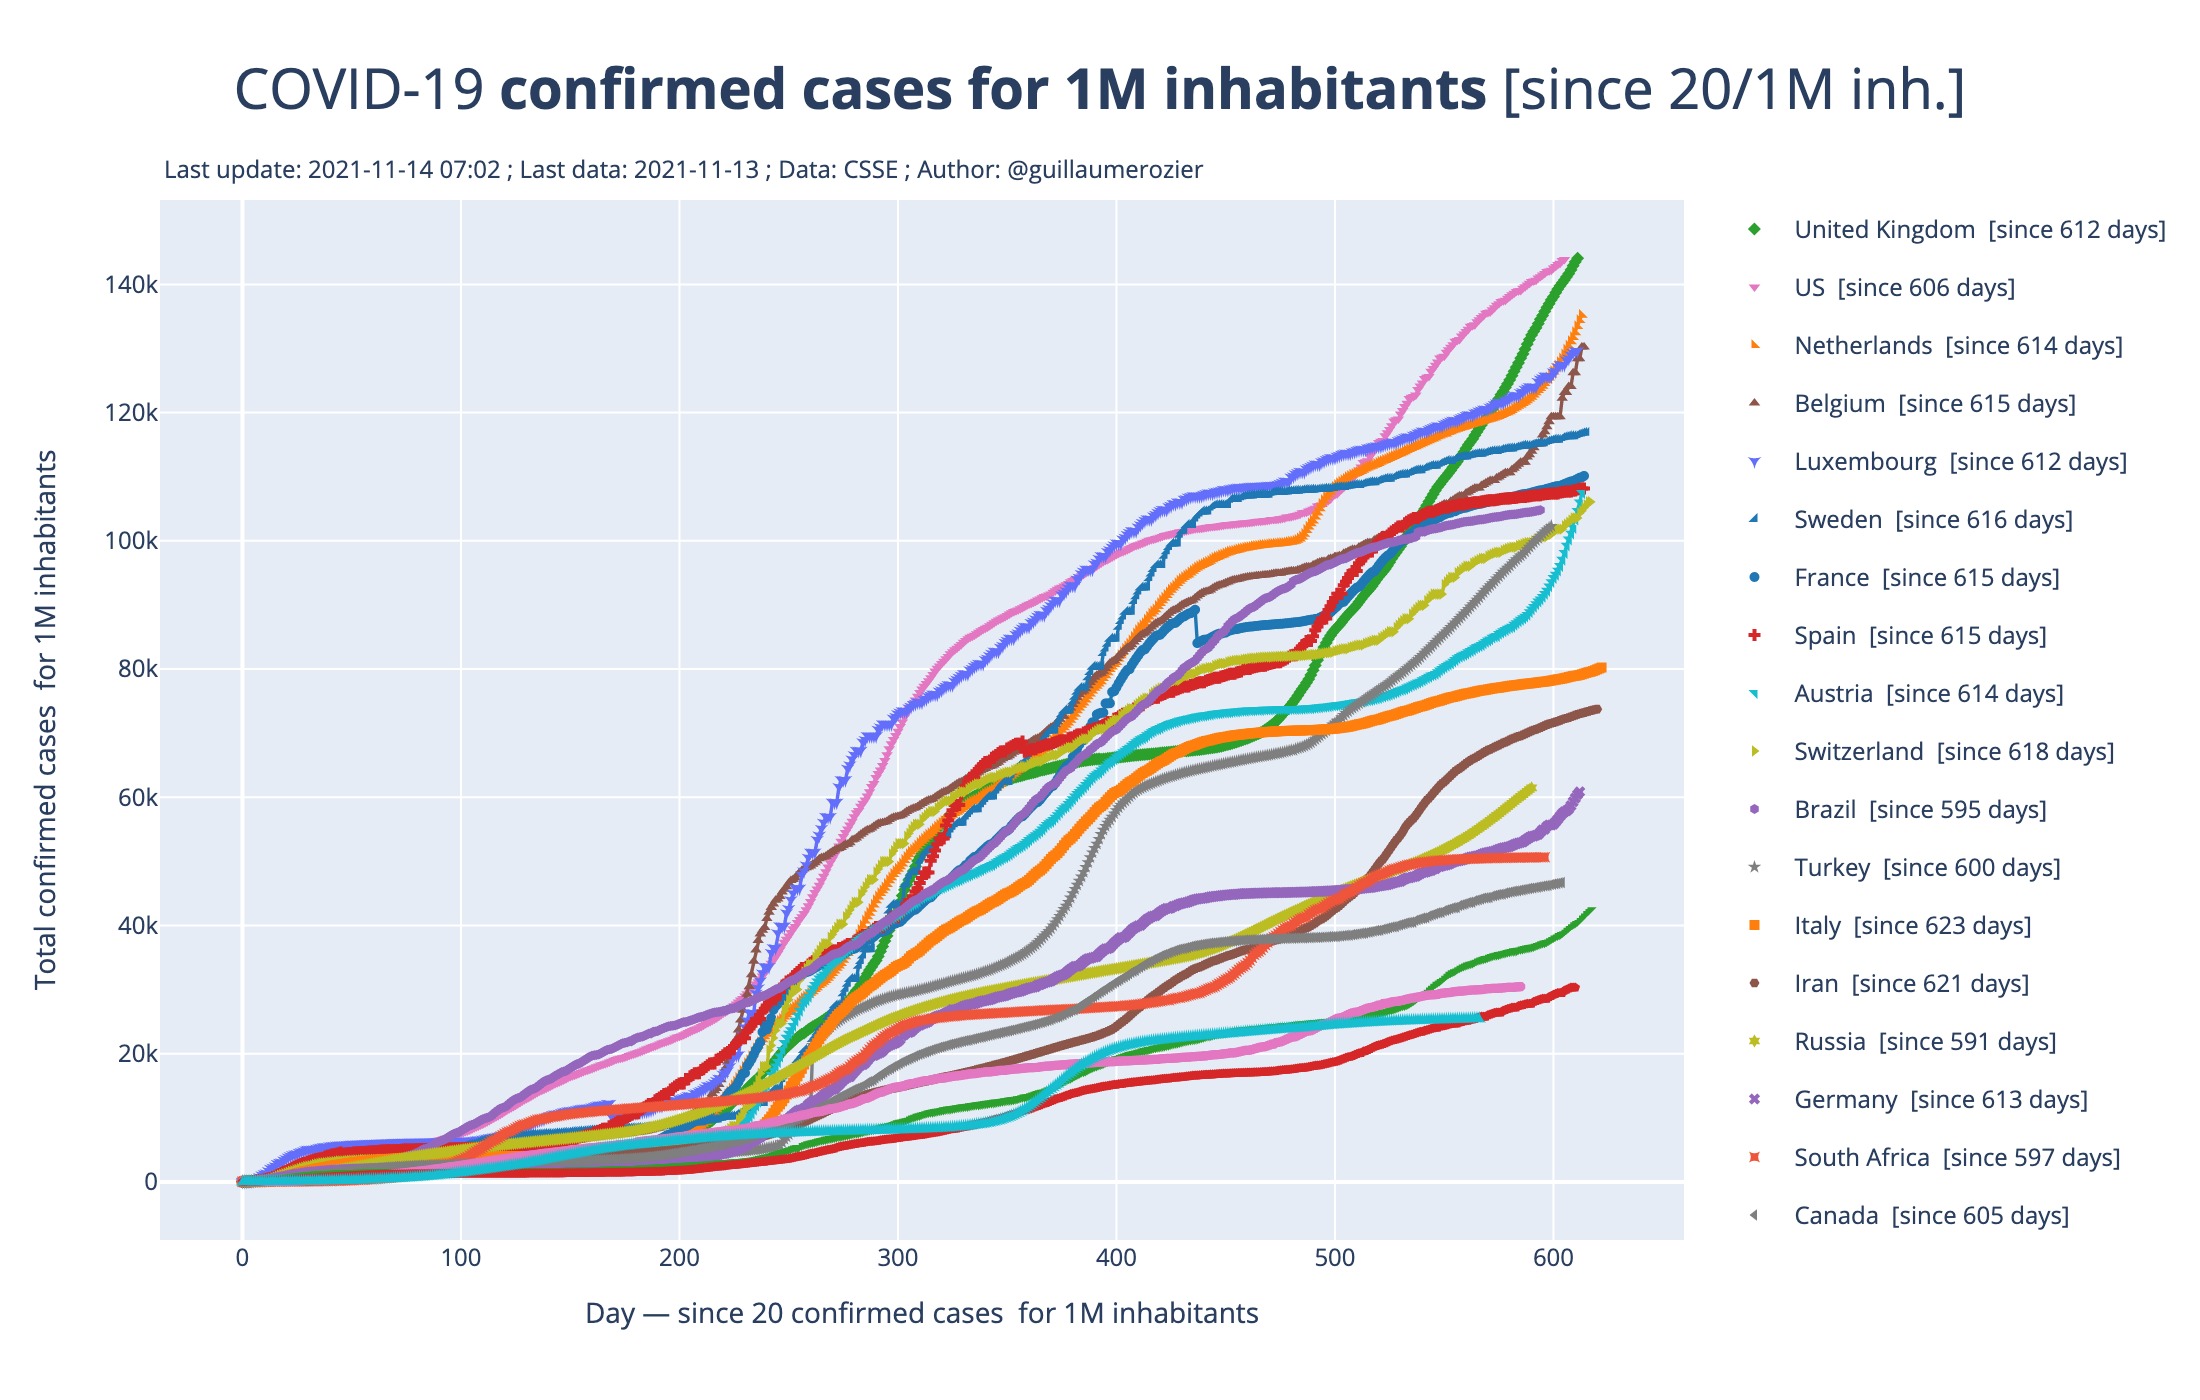 COVID-19 confirmed cases for 1M inhabitants [since 20/1M inh.]
Last update: 2021-11-14 07:02 ; Last data: 2021-11-13 ; Data: CSSE ; Author: @guillaumerozier
Total confirmed cases for 1M inhabitants
140k
120k
100k
80k
60k
40k
20k
0
0 100 200 300 400 500 600
Day — since 20 confirmed cases for 1M inhabitants
United Kingdom [since 612 days]
US [since 606 days]
Netherlands [since 614 days]
Belgium [since 615 days]
Luxembourg [since 612 days]
Sweden [since 616 days]
France [since 615 days]
Spain [since 615 days]
Austria [since 614 days]
Switzerland [since 618 days]
Brazil [since 595 days]
Turkey [since 600 days]
Italy [since 623 days]
Iran [since 621 days]
Russia [since 591 days]
Germany [since 613 days]
South Africa [since 597 days]
Canada [since 605 days]